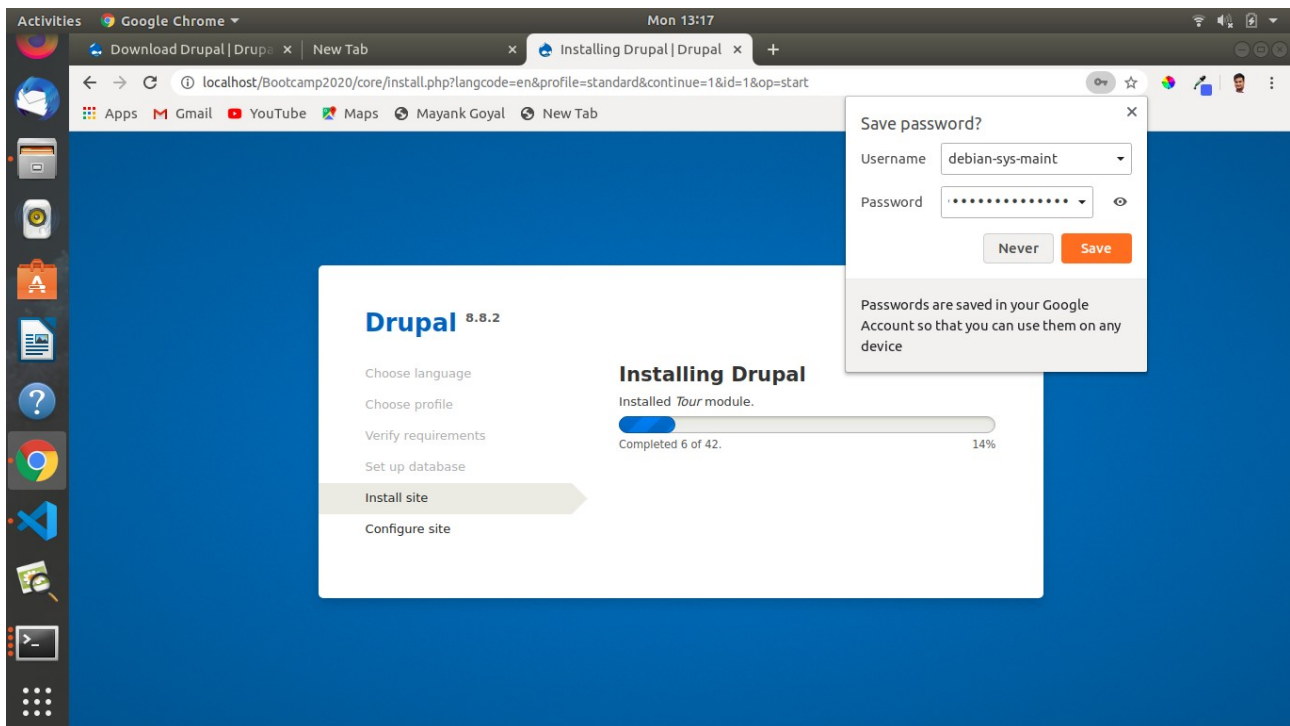 Activities Google Chrome Mon 13:17
Download Drupal | Drupa New Tab Installing Drupal | Drupal
localhost/Bootcamp2020/core/install.php?langcode=en&profile=standard&continue=1&id=1&op=start
Apps Gmail YouTube Maps Mayank Goyal New Tab
Save password?
Username debian-sys-maint
Password ••••••••••••••
Never Save
Passwords are saved in your Google
Account so that you can use them on any
device
Drupal 8.8.2
Choose language
Choose profile
Verify requirements
Set up database
Install site
Configure site
Installing Drupal
Installed Tour module.
Completed 6 of 42. 14%